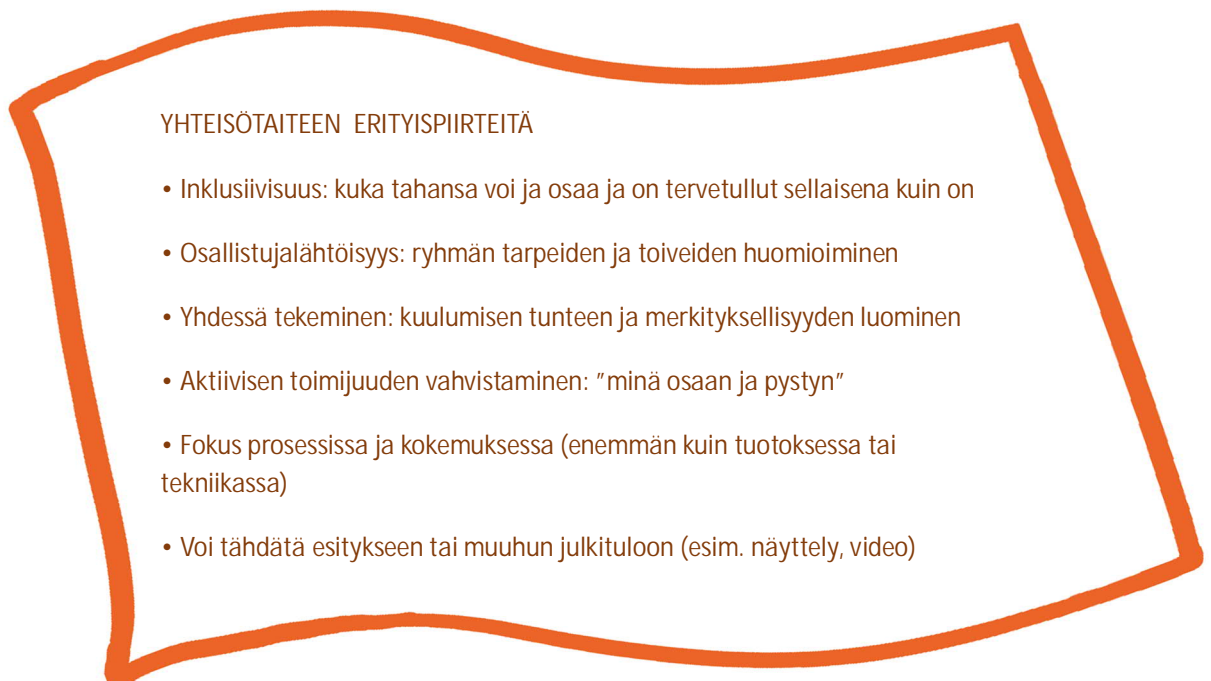 YHTEISÖTAITEEN ERITYISPIIRTEITÄ
• Inklusiivisuus: kuka tahansa voi ja osaa ja on tervetullut sellaisena kuin on
• Osallistujalähtöisyys: ryhmän tarpeiden ja toiveiden huomioiminen
• Yhdessä tekeminen: kuulumisen tunteen ja merkityksellisyyden luominen
• Aktiivisen toimijuuden vahvistaminen: ”minä osaan ja pystyn”
• Fokus prosessissa ja kokemuksessa (enemmän kuin tuotoksessa tai
tekniikassa)
• Voi tähdätä esitykseen tai muuhun julkituloon (esim. näyttely, video)